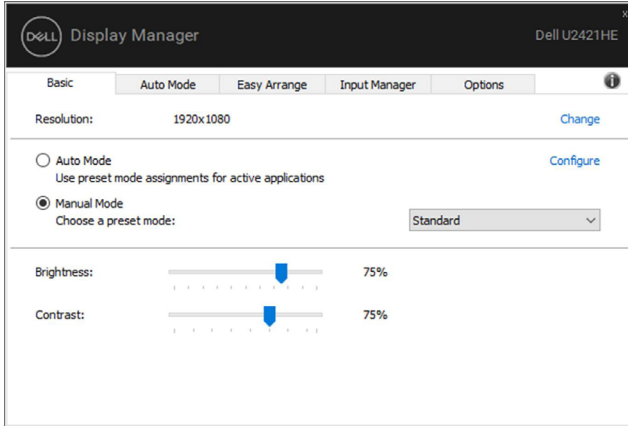 DELL Display Manager Dell U2421HE x
Basic Auto Mode Easy Arrange Input Manager Options i
Resolution: 1920x1080 Change
Auto Mode Configure
Use preset mode assignments for active applications
Manual Mode
Choose a preset mode: Standard
Brightness: 75%
Contrast: 75%